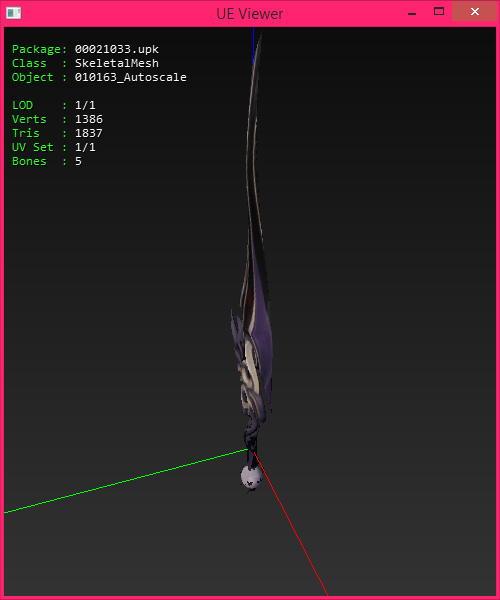 UE Viewer
Package: 00021033.upk
Class : SkeletalMesh
Object : 010163_Autoscale
LOD : 1/1
Verts : 1386
Tris : 1837
UV Set : 1/1
Bones : 5